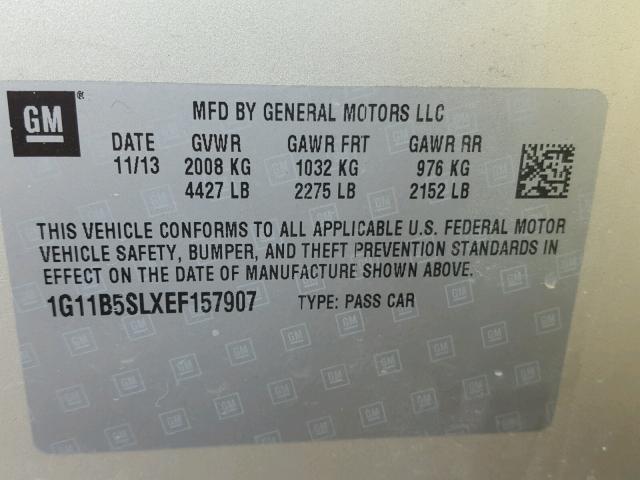 GM ® MFD BY GENERAL MOTORS LLC
DATE GVWR GAWR FRT GAWR RR
11/13 2008 KG 1032 KG 976 KG
4427 LB 2275 LB 2152 LB
THIS VEHICLE CONFORMS TO ALL APPLICABLE U.S. FEDERAL MOTOR
VEHICLE SAFETY, BUMPER, AND THEFT PREVENTION STANDARDS IN
EFFECT ON THE DATE OF MANUFACTURE SHOWN ABOVE.
1G11B5SLXEF157907 TYPE: PASS CAR